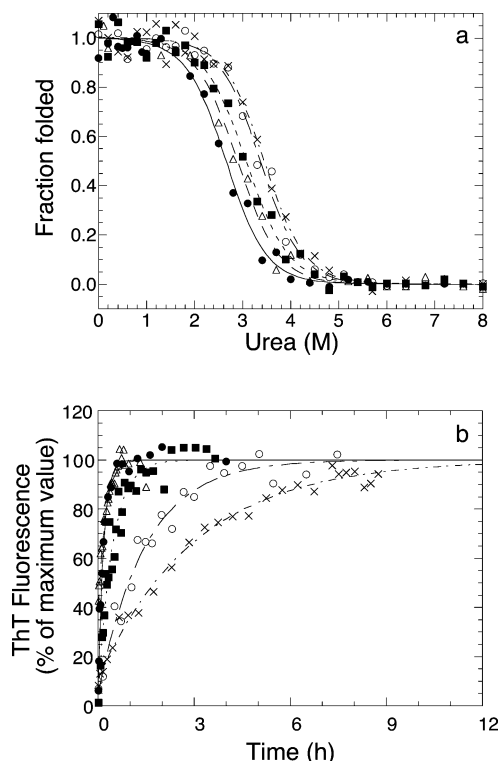 a
1.0
0.8
0.6
0.4
0.2
0.0
Fraction folded
0 1 2 3 4 5 6 7 8
Urea (M)
b
120
100
80
60
40
20
0
ThT Fluorescence
(% of maximum value)
0 3 6 9 12
Time (h)